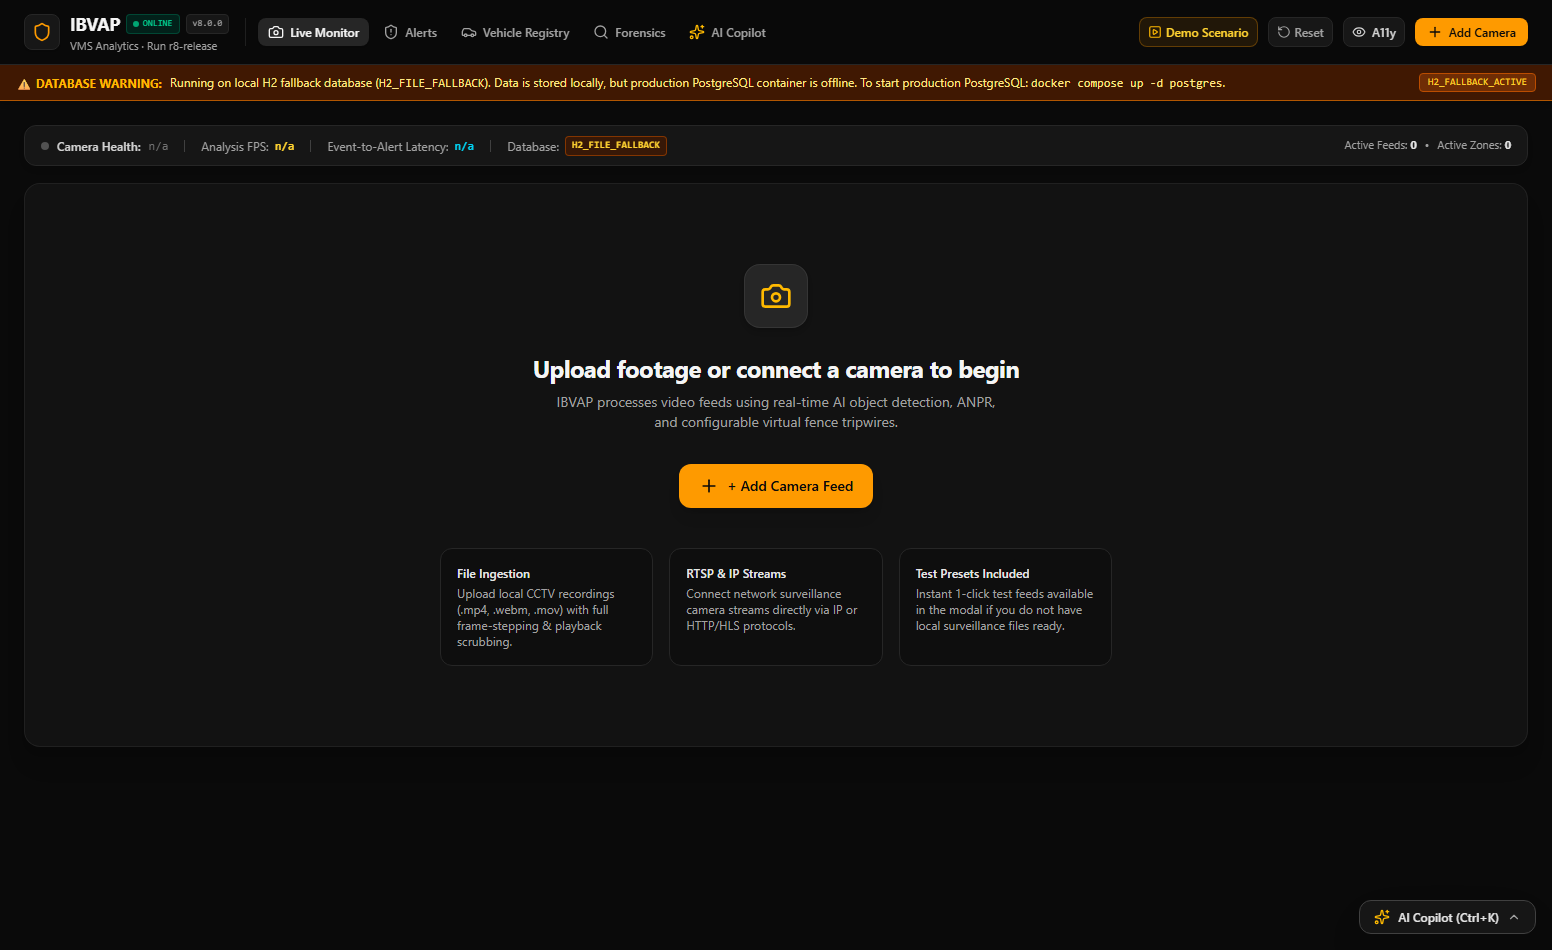 IBVAP ONLINE v8.0.0
VMS Analytics · Run r8-release
Live Monitor
Alerts
Vehicle Registry
Forensics
AI Copilot
Demo Scenario
Reset
A11y
Add Camera
DATABASE WARNING: Running on local H2 fallback database (H2_FILE_FALLBACK). Data is stored locally, but production PostgreSQL container is offline. To start production PostgreSQL: docker compose up -d postgres.
H2_FALLBACK_ACTIVE
Camera Health: n/a
Analysis FPS: n/a
Event-to-Alert Latency: n/a
Database: H2_FILE_FALLBACK
Active Feeds: 0 • Active Zones: 0
Upload footage or connect a camera to begin
IBVAP processes video feeds using real-time AI object detection, ANPR,
and configurable virtual fence tripwires.
+ Add Camera Feed
File Ingestion
Upload local CCTV recordings
(.mp4, .webm, .mov) with full
frame-stepping & playback
scrubbing.
RTSP & IP Streams
Connect network surveillance
camera streams directly via IP or
HTTP/HLS protocols.
Test Presets Included
Instant 1-click test feeds available
in the modal if you do not have
local surveillance files ready.
AI Copilot (Ctrl+K)